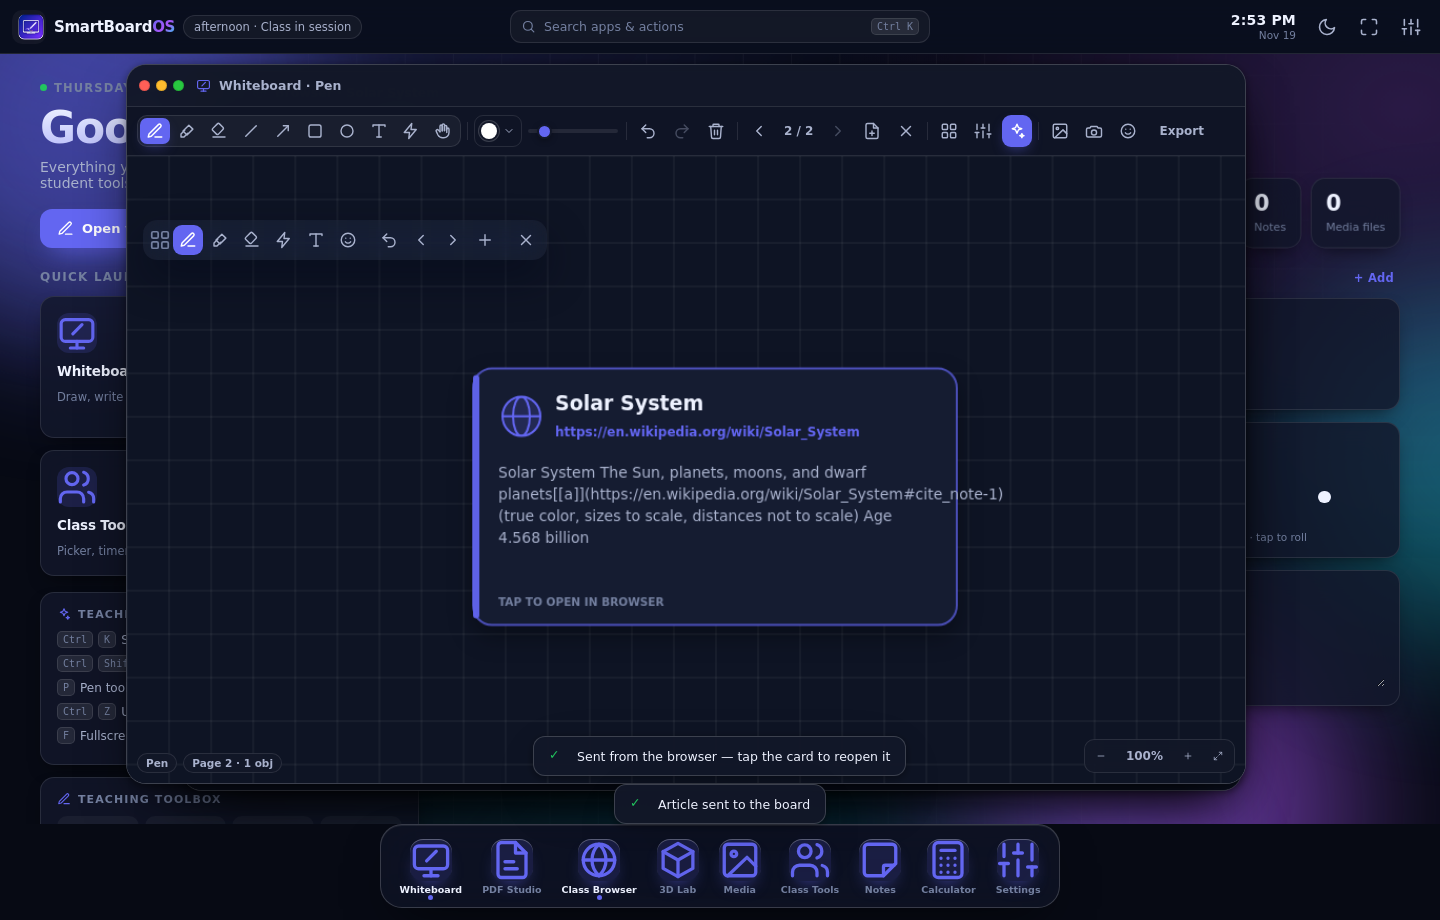 SmartBoardOS
afternoon · Class in session
Search apps & actions
Ctrl K
2:53 PM
Nov 19
THURSDAY
Goo
Everything y
student tools
Open
QUICK LAU
Whiteboa
Draw, write
Class Too
Picker, time
TEACHI
Ctrl K S
Ctrl Shif
P Pen too
Ctrl Z U
F Fullscre
TEACHING TOOLBOX
Whiteboard · Pen
2 / 2
Export
Solar System
https://en.wikipedia.org/wiki/Solar_System
Solar System The Sun, planets, moons, and dwarf
planets[[a]](https://en.wikipedia.org/wiki/Solar_System#cite_note-1)
(true color, sizes to scale, distances not to scale) Age
4.568 billion
TAP TO OPEN IN BROWSER
Pen
Page 2 · 1 obj
Sent from the browser — tap the card to reopen it
Article sent to the board
100%
0
Notes
0
Media files
+ Add
· tap to roll
Whiteboard
PDF Studio
Class Browser
3D Lab
Media
Class Tools
Notes
Calculator
Settings